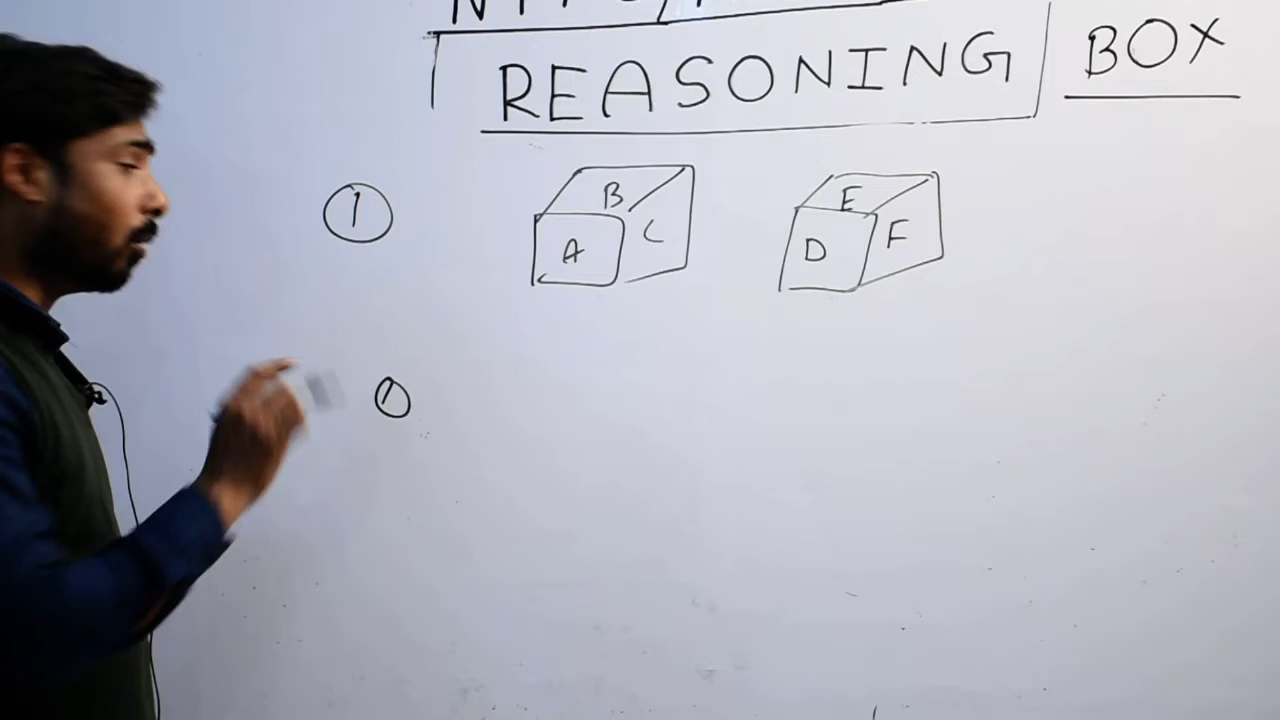 REASONING BOX
① B E
A C D F
①